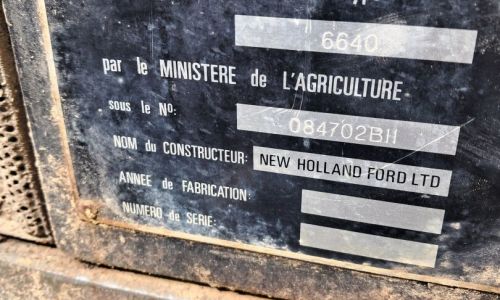 6640
par le MINISTERE de L'AGRICULTURE
sous le No: 084702BH
NOM du CONSTRUCTEUR: NEW HOLLAND FORD LTD
ANNEE de FABRICATION:
NUMERO de SERIE: